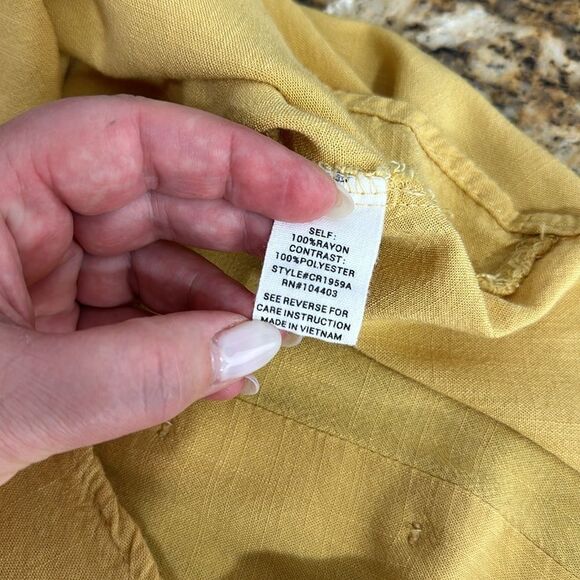 SELF:
100%RAYON
CONTRAST:
100%POLYESTER
STYLE#CR1959A
RN#104403
SEE REVERSE FOR
CARE INSTRUCTION
MADE IN VIETNAM